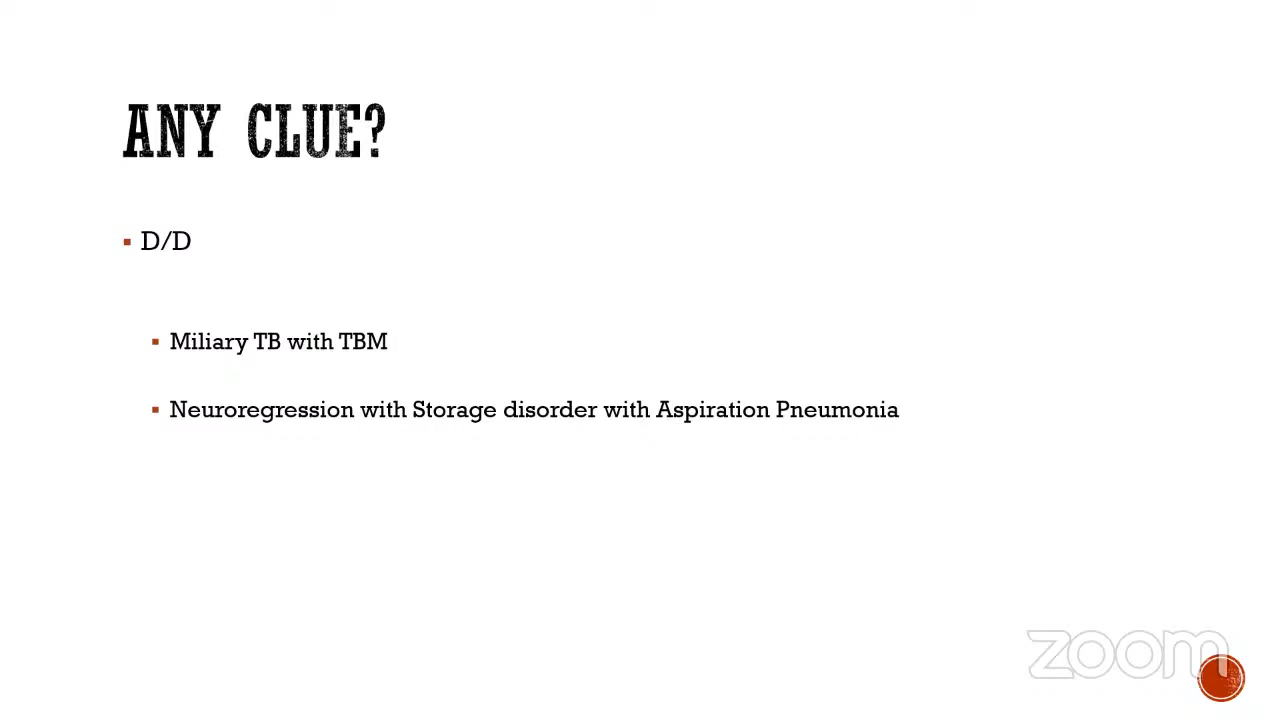 ANY CLUE?
D/D
Miliary TB with TBM
Neuroregression with Storage disorder with Aspiration Pneumonia
zoom